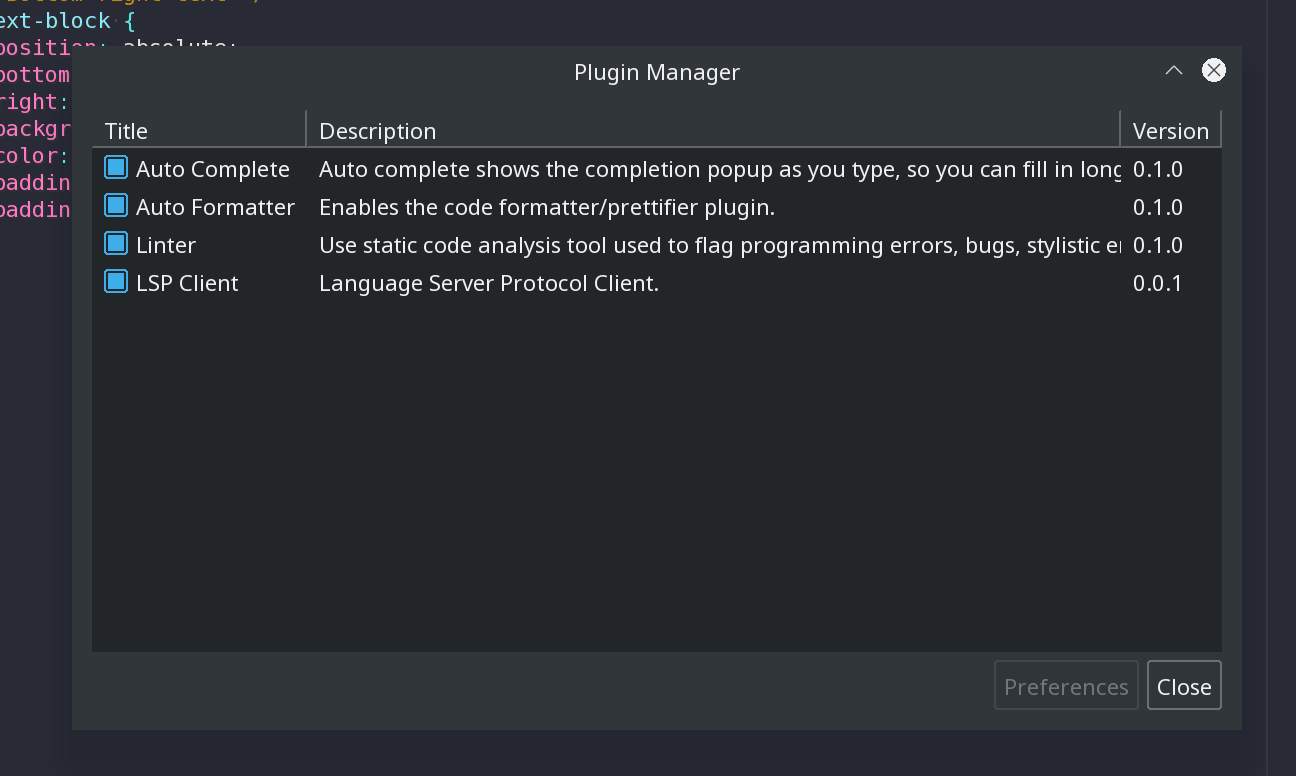 ext-block {
position: absolute;
Plugin Manager
bottom
right:
backgr
color:
paddin
paddin
Title Description Version
Auto Complete Auto complete shows the completion popup as you type, so you can fill in long 0.1.0
Auto Formatter Enables the code formatter/prettifier plugin. 0.1.0
Linter Use static code analysis tool used to flag programming errors, bugs, stylistic er 0.1.0
LSP Client Language Server Protocol Client. 0.0.1
Preferences Close